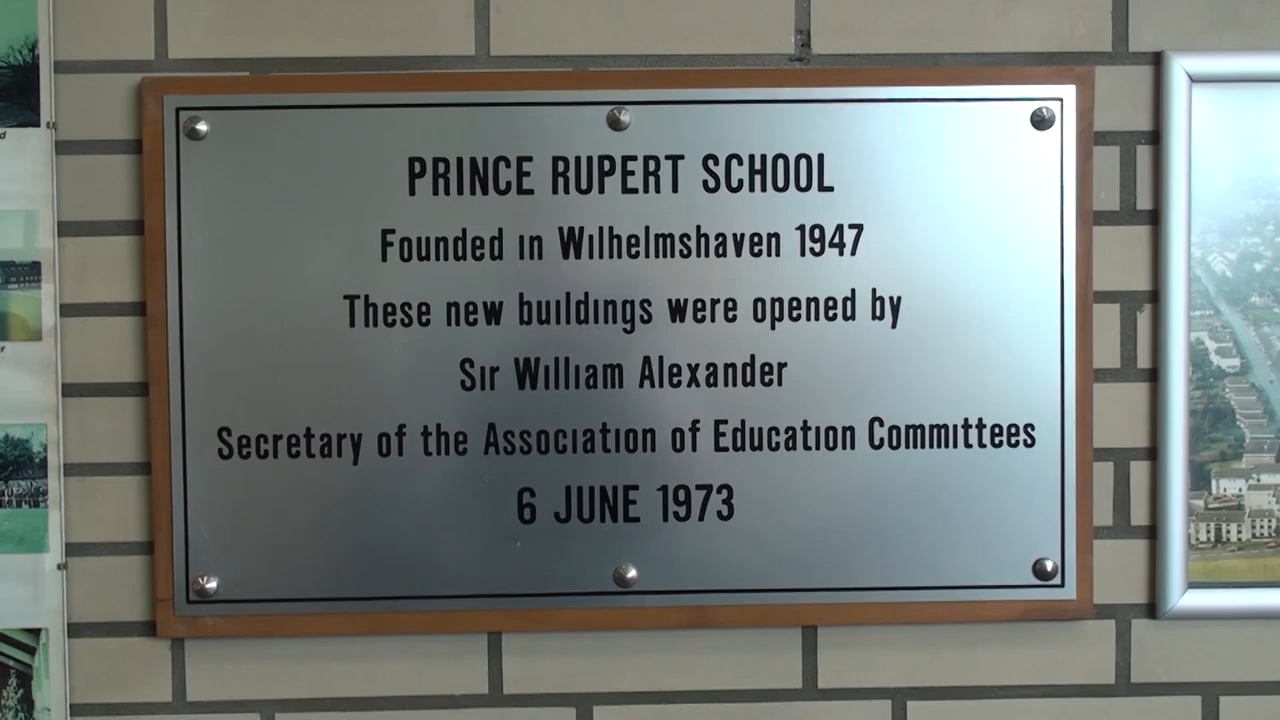 PRINCE RUPERT SCHOOL
Founded in Wilhelmshaven 1947
These new buildings were opened by
Sir William Alexander
Secretary of the Association of Education Committees
6 JUNE 1973